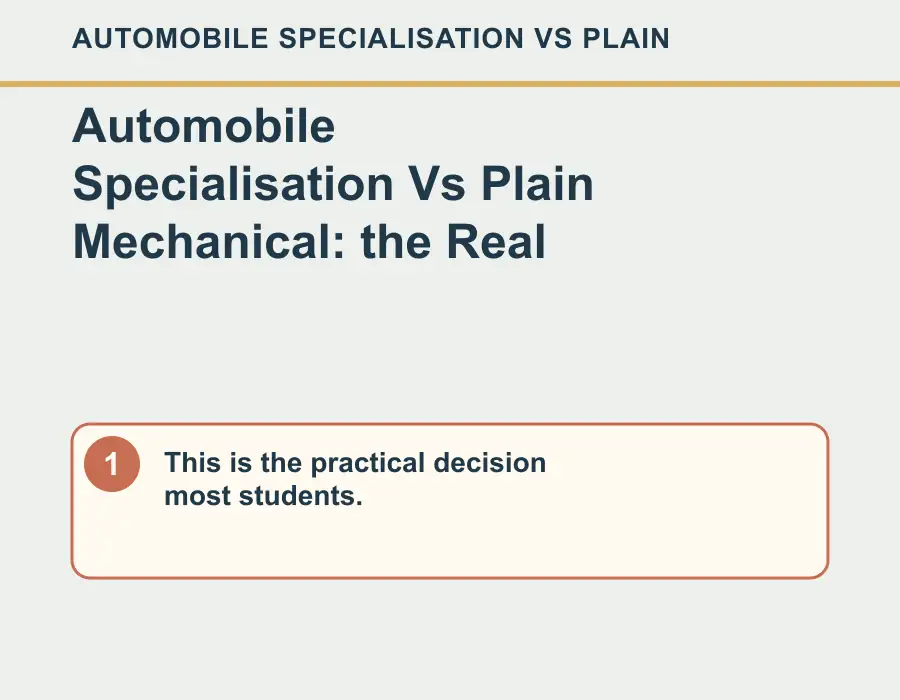 AUTOMOBILE SPECIALISATION VS PLAIN
Automobile
Specialisation Vs Plain
Mechanical: the Real
1
This is the practical decision
most students.